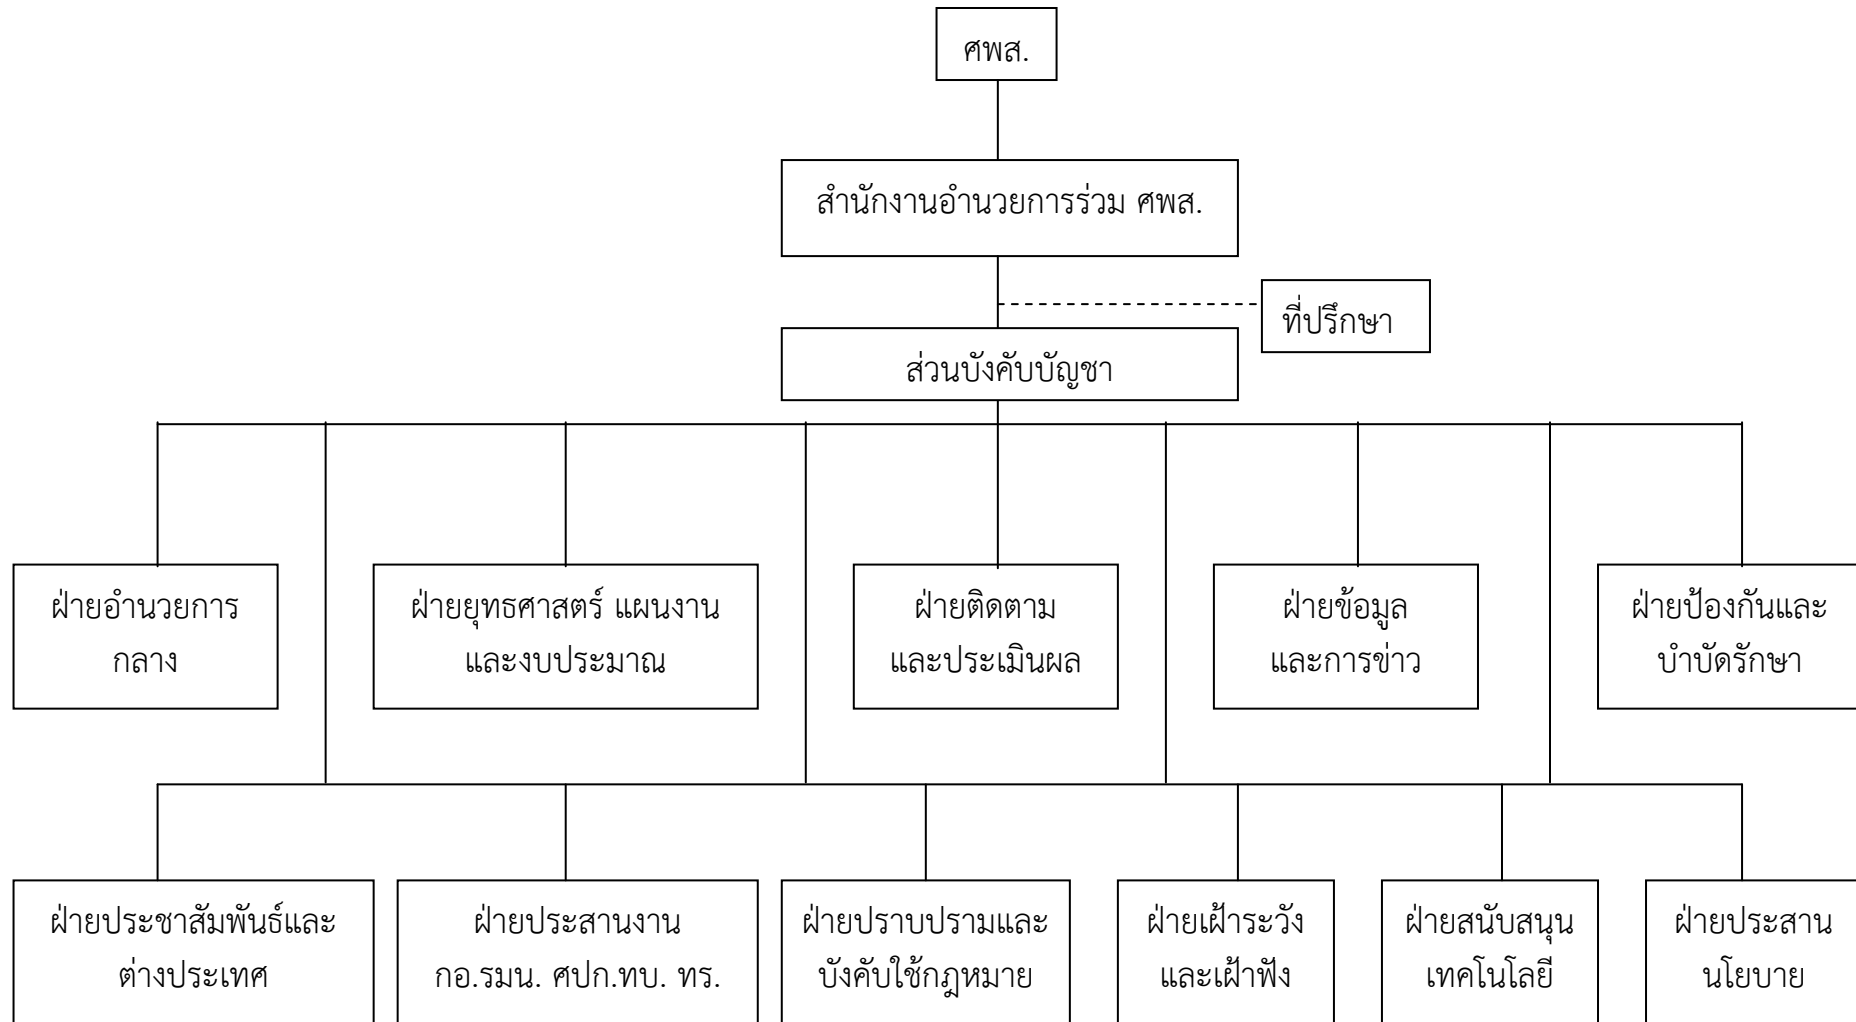 ศพส.
สำนักงานอำนวยการร่วม ศพส.
ที่ปรึกษา
ส่วนบังคับบัญชา
ฝ่ายอำนวยการ
กลาง
ฝ่ายยุทธศาสตร์ แผนงาน
และงบประมาณ
ฝ่ายติดตาม
และประเมินผล
ฝ่ายข้อมูล
และการข่าว
ฝ่ายป้องกันและ
บำบัดรักษา
ฝ่ายประชาสัมพันธ์และ
ต่างประเทศ
ฝ่ายประสานงาน
กอ.รมน. ศปก.ทบ. ทร.
ฝ่ายปราบปรามและ
บังคับใช้กฎหมาย
ฝ่ายเฝ้าระวัง
และเฝ้าฟัง
ฝ่ายสนับสนุน
เทคโนโลยี
ฝ่ายประสาน
นโยบาย